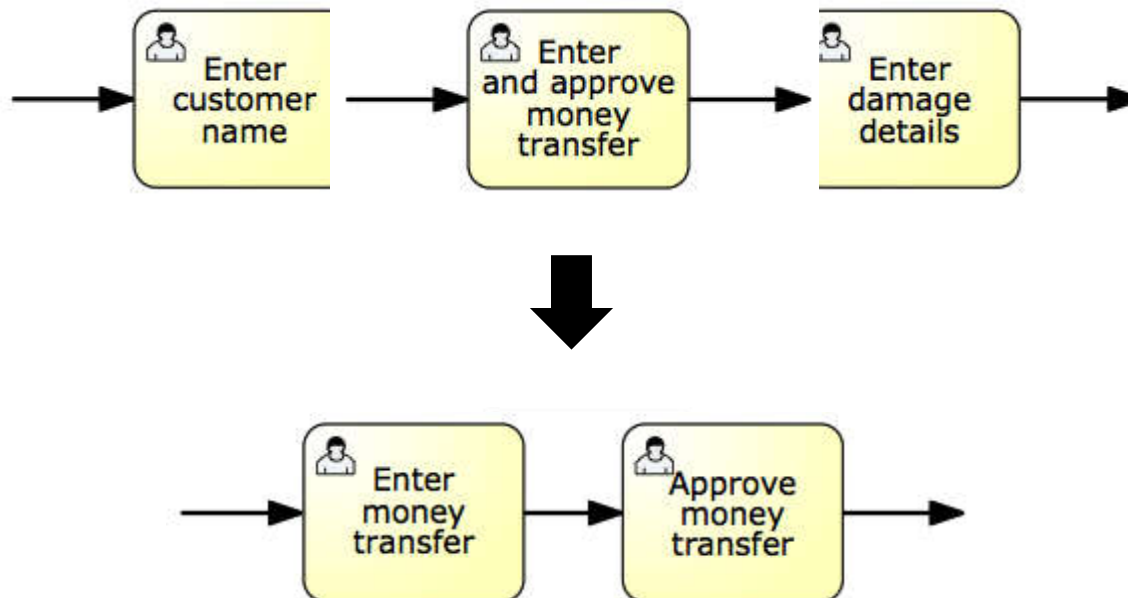 Enter
customer
name
Enter
and approve
money
transfer
Enter
damage
details
Enter
money
transfer
Approve
money
transfer